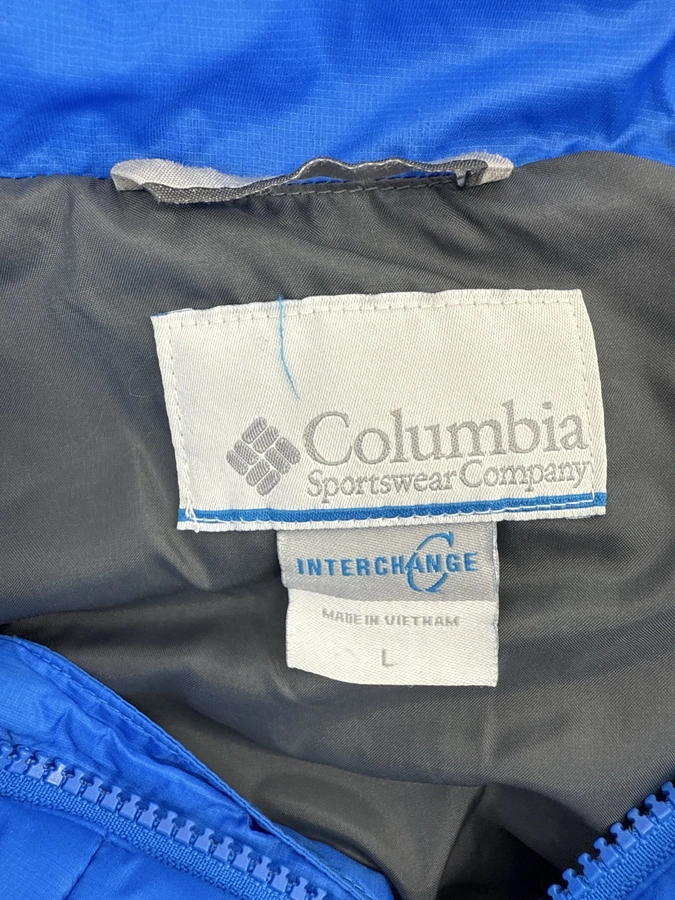 Columbia
Sportswear Company
INTERCHANGE
MADE IN VIETNAM
L